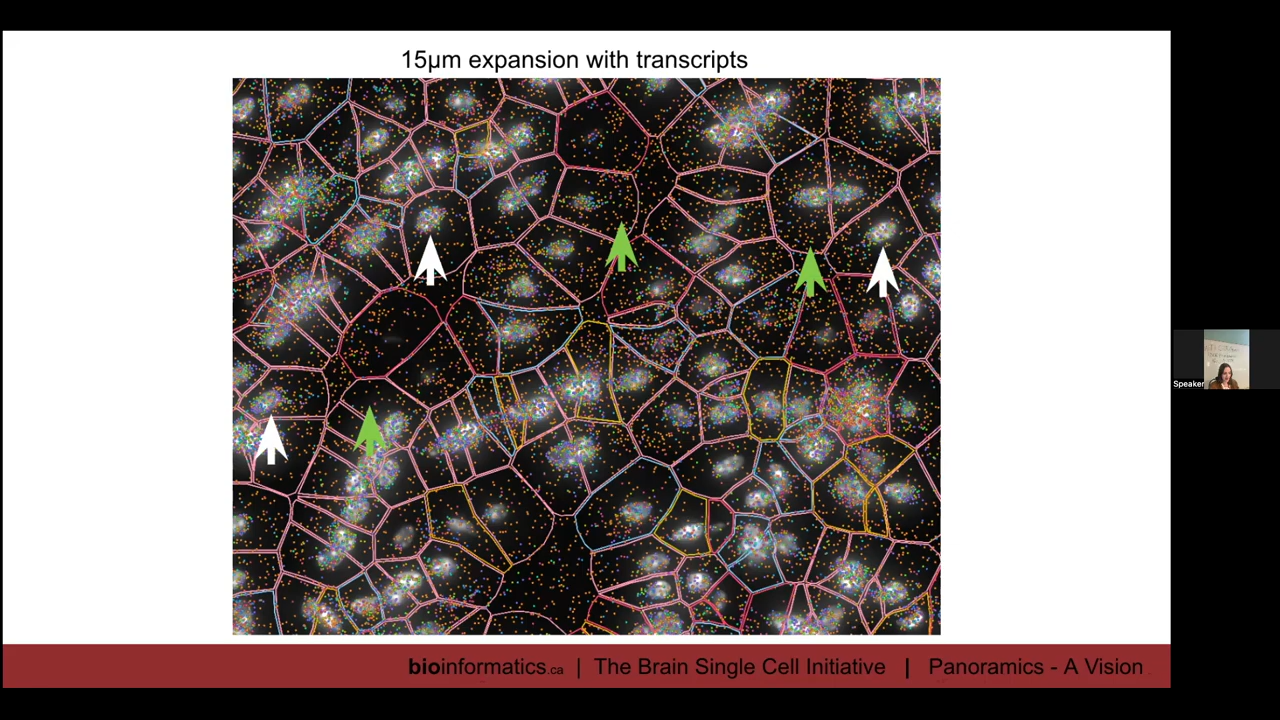 15µm expansion with transcripts
bioinformatics.ca | The Brain Single Cell Initiative | Panoramics - A Vision
Speaker